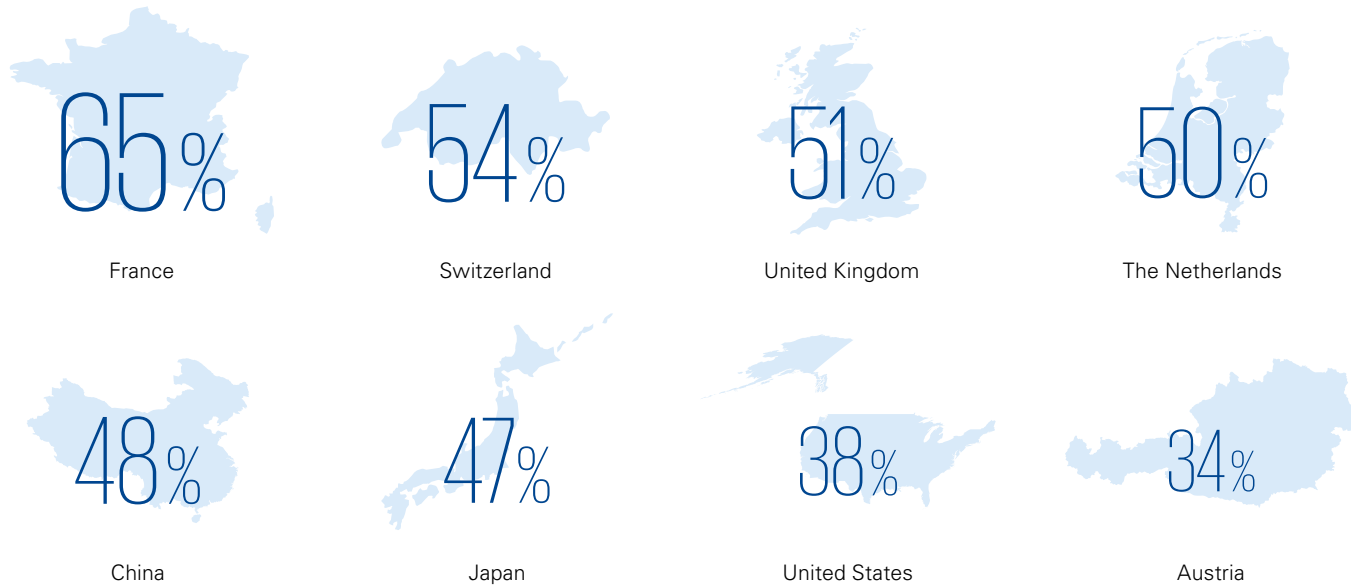 65%
54%
51%
50%
France
Switzerland
United Kingdom
The Netherlands
48%
47%
38%
34%
China
Japan
United States
Austria